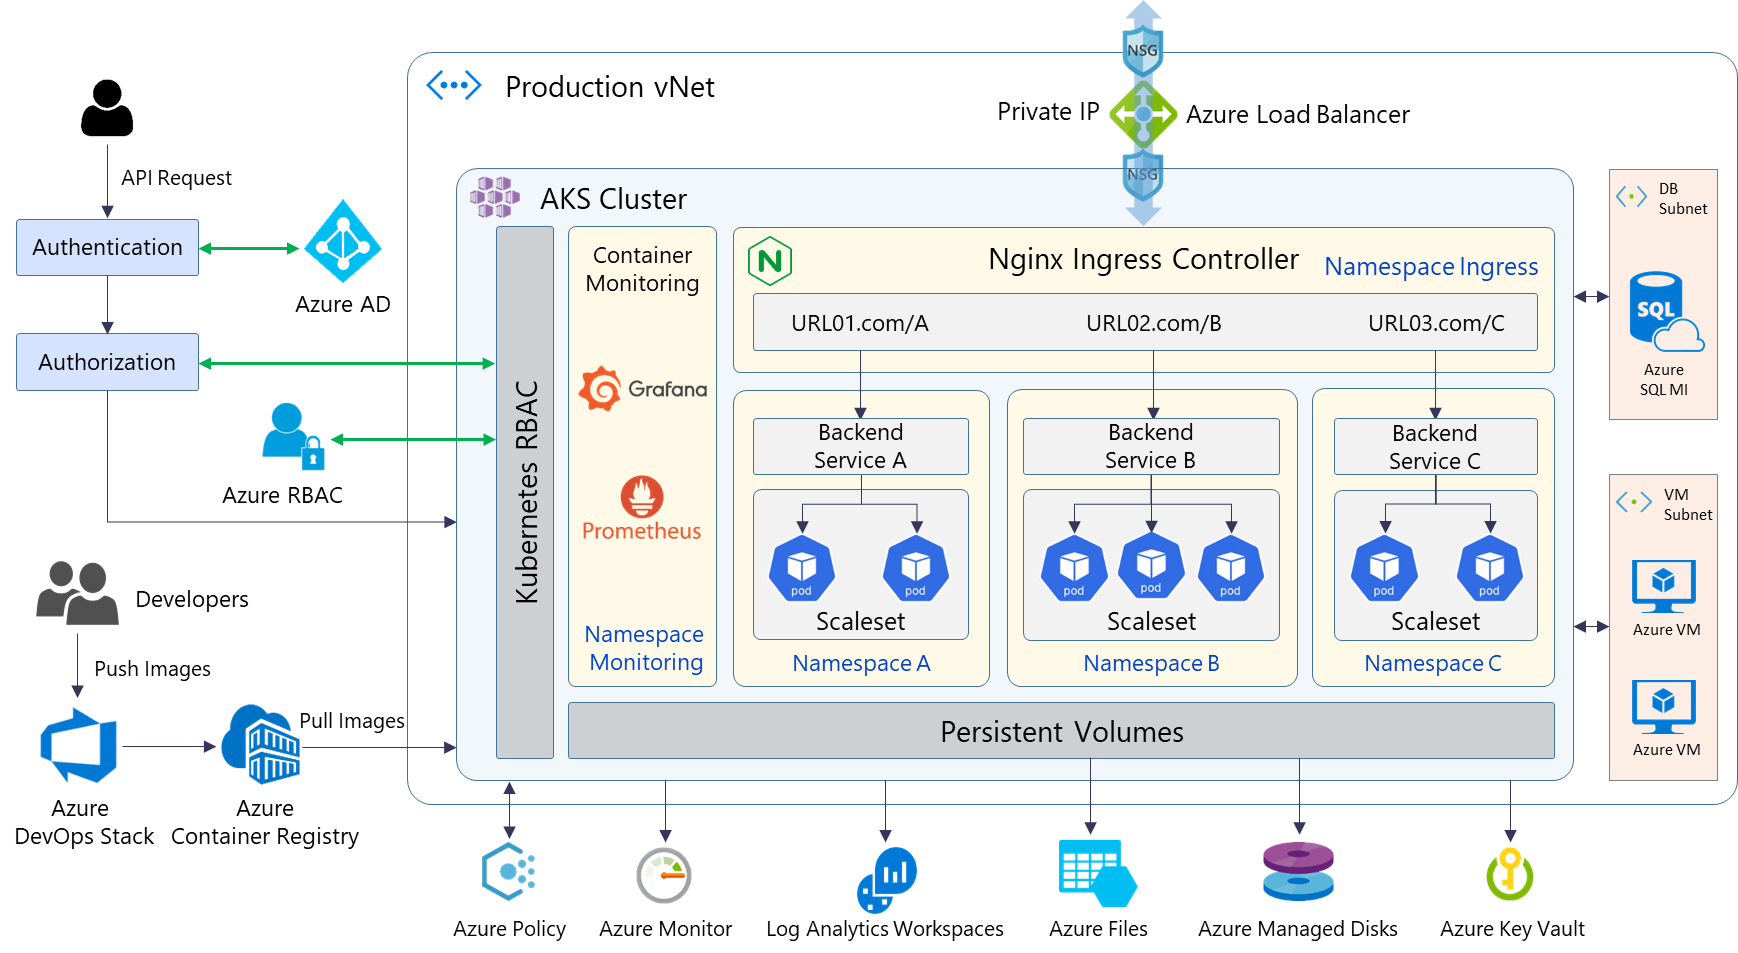 NSG
Production vNet
Private IP
Azure Load Balancer
NSG
API Request
Authentication
Azure AD
Authorization
Azure RBAC
Developers
Push Images
Pull Images
Azure
DevOps Stack
Azure
Container Registry
AKS Cluster
Kubernetes RBAC
Container
Monitoring
Grafana
Prometheus
Namespace
Monitoring
Nginx Ingress Controller
Namespace Ingress
N
URL01.com/A
URL02.com/B
URL03.com/C
Backend
Service A
pod
pod
Scaleset
Namespace A
Backend
Service B
pod
pod
pod
Scaleset
Namespace B
Backend
Service C
pod
pod
Scaleset
Namespace C
Persistent Volumes
DB
Subnet
SQL
Azure
SQL MI
VM
Subnet
Azure VM
Azure VM
Azure Policy
Azure Monitor
Log Analytics Workspaces
Azure Files
Azure Managed Disks
Azure Key Vault